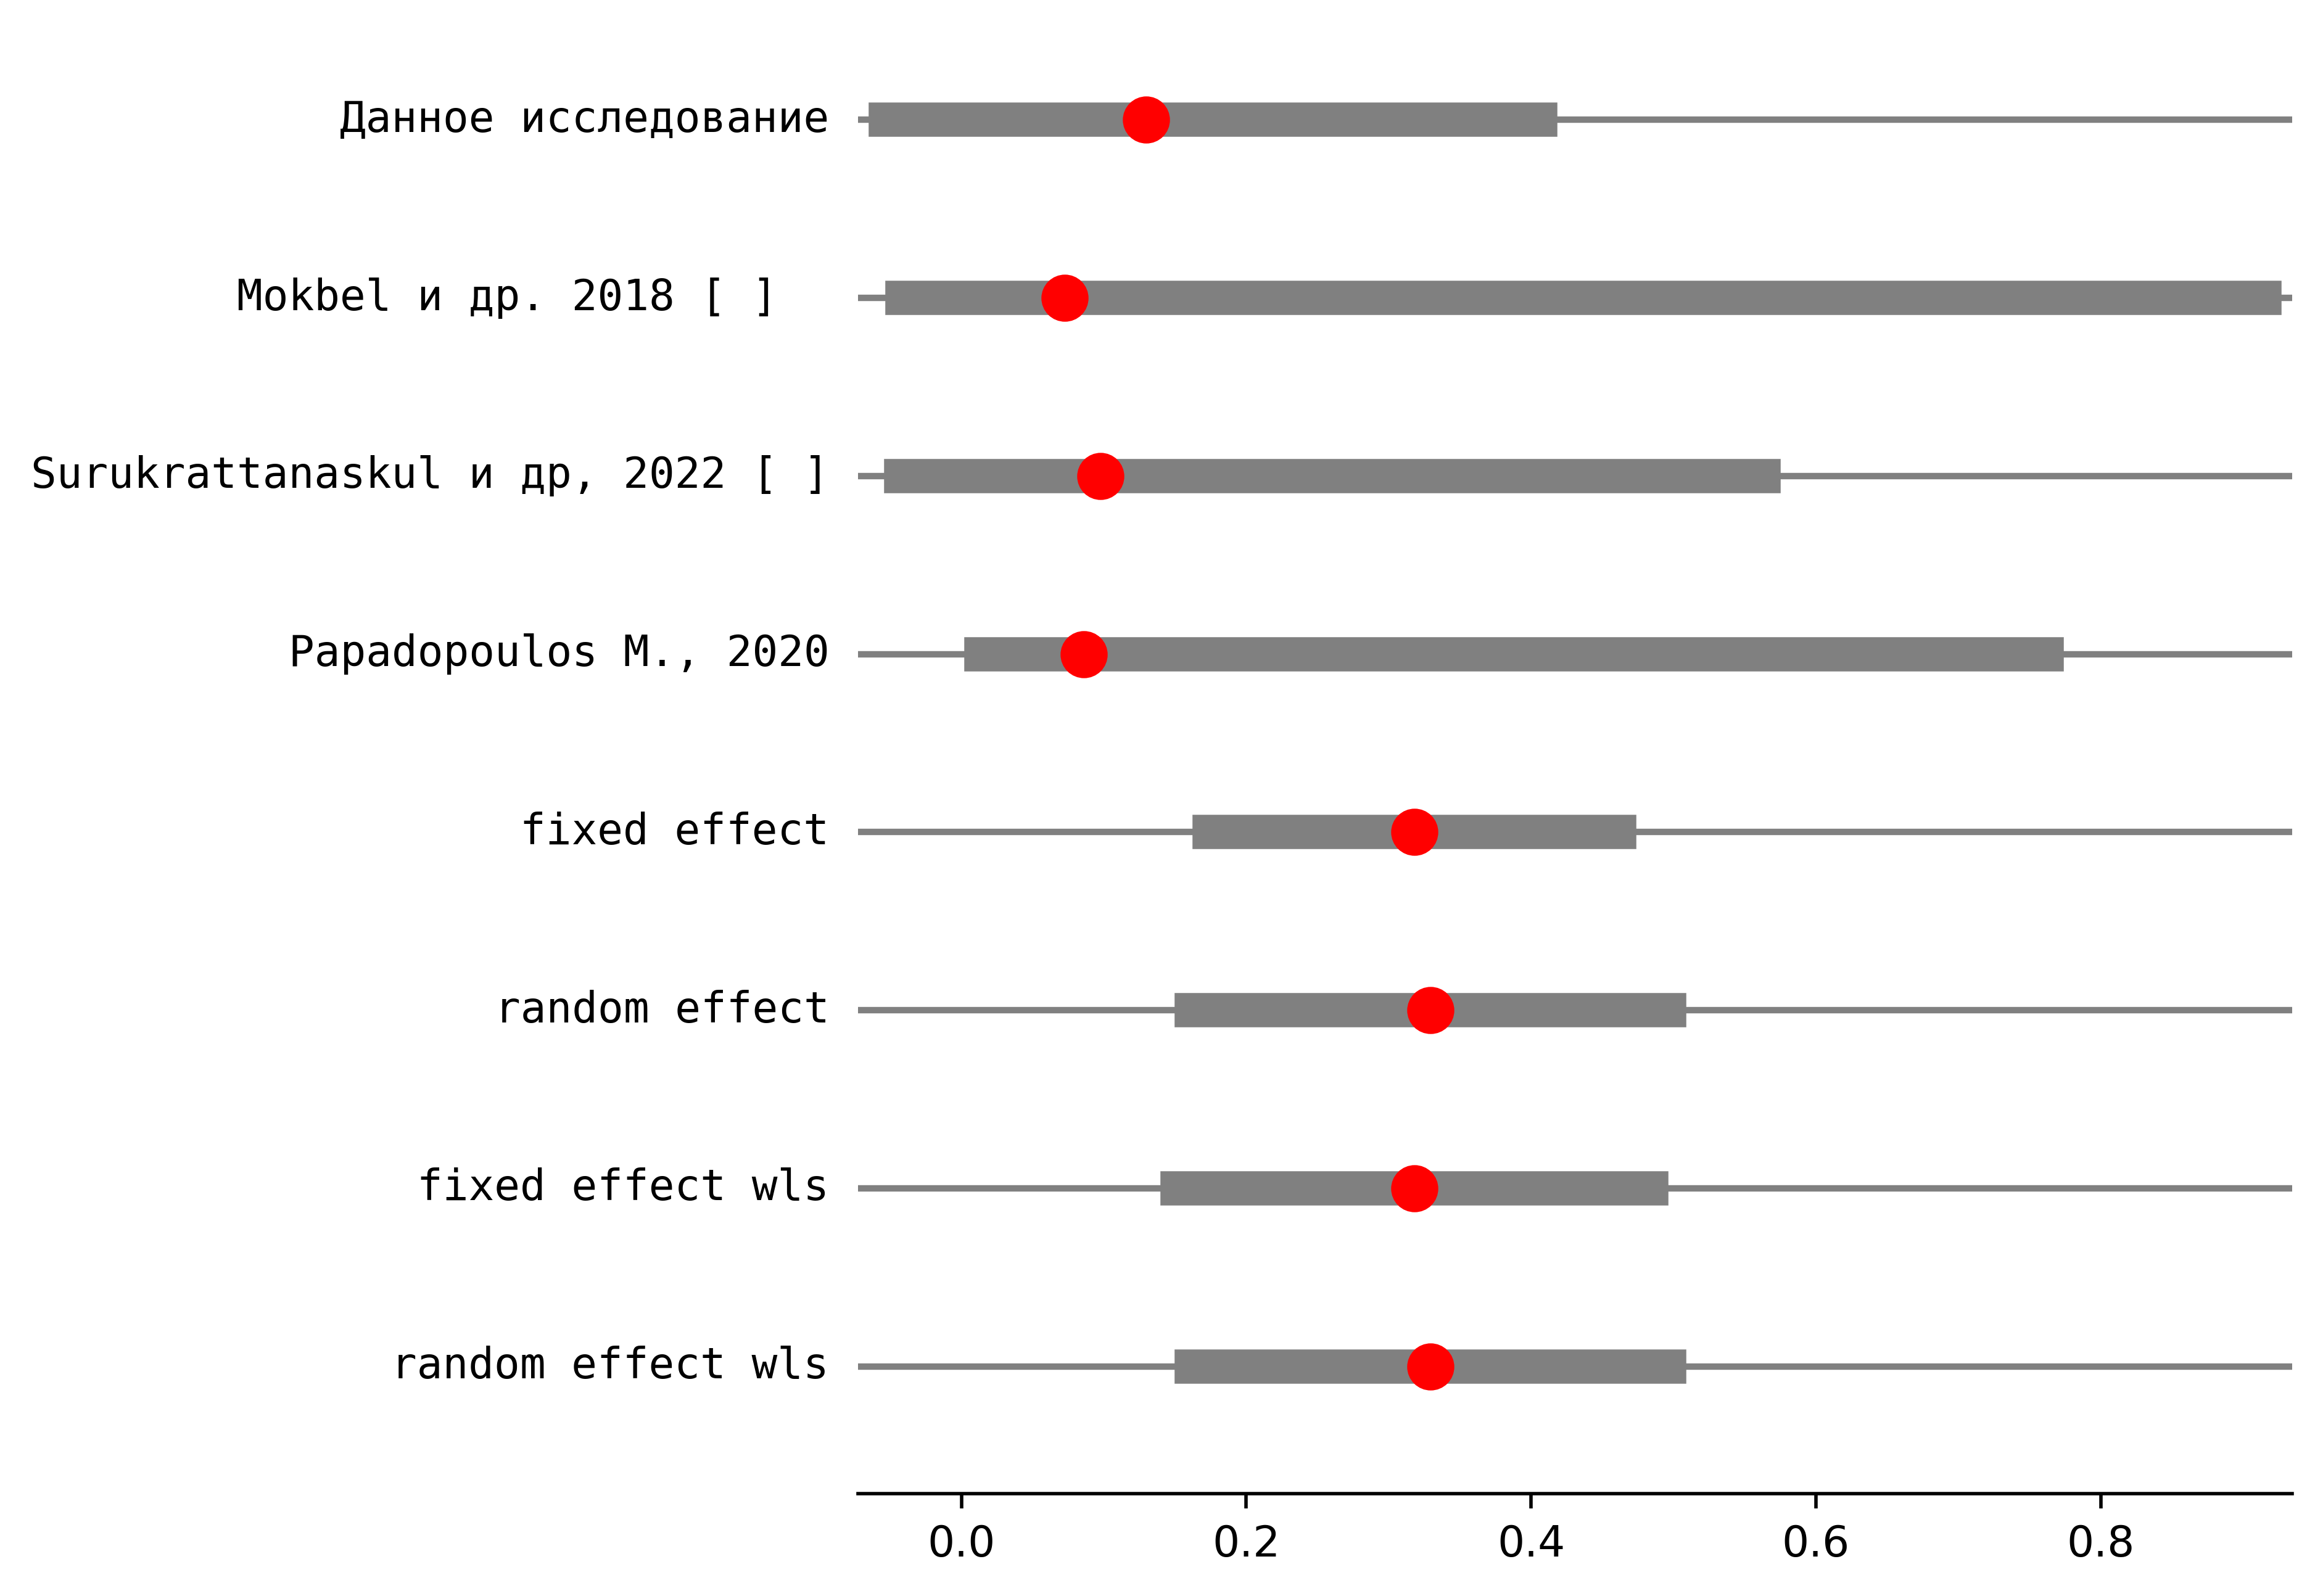 Данное исследование
Mokbel и др. 2018 [ ]
Surukrattanaskul и др, 2022 [ ]
Papadopoulos M., 2020
fixed effect
random effect
fixed effect wls
random effect wls
0.0 0.2 0.4 0.6 0.8